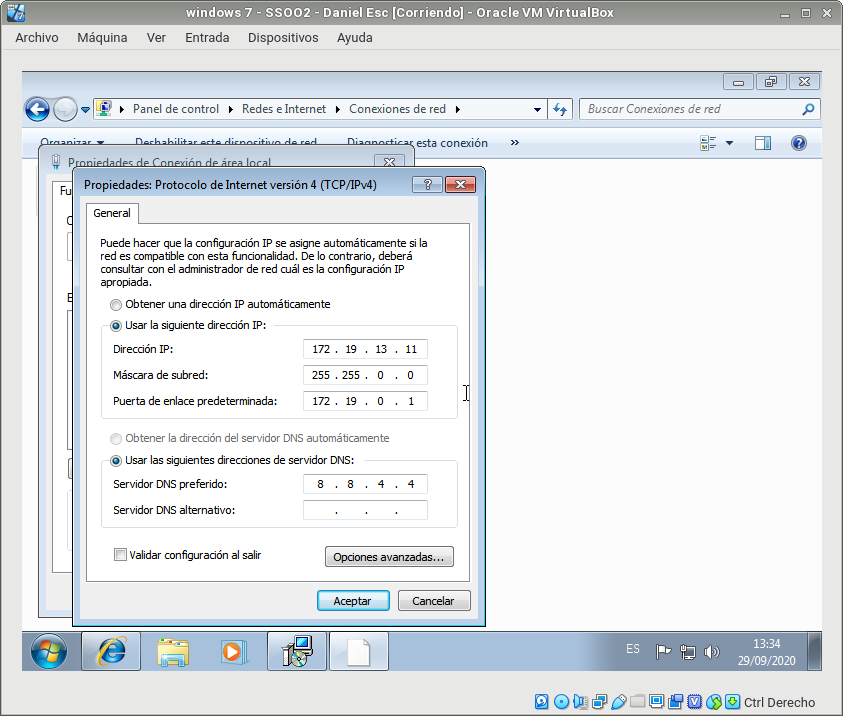 windows 7 - SSOO2 - Daniel Esc [Corriendo] - Oracle VM VirtualBox
Archivo Máquina Ver Entrada Dispositivos Ayuda
Panel de control Redes e Internet Conexiones de red
Buscar Conexiones de red
Organizar Deshabilitar este dispositivo de red Diagnosticar esta conexión »
Propiedades de Conexión de área local
Fu
Propiedades: Protocolo de Internet versión 4 (TCP/IPv4)
General
Puede hacer que la configuración IP se asigne automáticamente si la
red es compatible con esta funcionalidad. De lo contrario, deberá
consultar con el administrador de red cuál es la configuración IP
apropiada.
Obtener una dirección IP automáticamente
Usar la siguiente dirección IP:
Dirección IP: 172 . 19 . 13 . 11
Máscara de subred: 255 . 255 . 0 . 0
Puerta de enlace predeterminada: 172 . 19 . 0 . 1
Obtener la dirección del servidor DNS automáticamente
Usar las siguientes direcciones de servidor DNS:
Servidor DNS preferido: 8 . 8 . 4 . 4
Servidor DNS alternativo: . . .
Validar configuración al salir
Opciones avanzadas...
Aceptar Cancelar
ES
13:34
29/09/2020
Ctrl Derecho